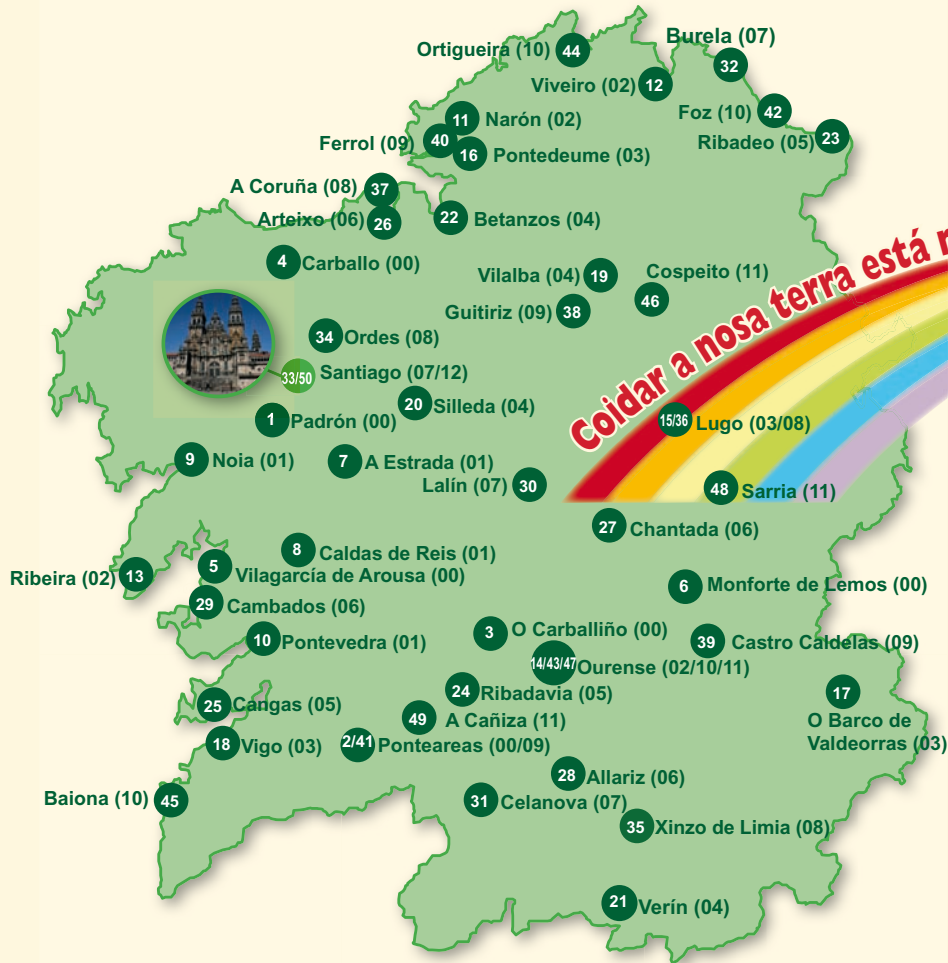 Ortigueira (10) 44
Burela (07)
32
Viveiro (02) 12
Foz (10) 42
11 Narón (02)
Ribadeo (05) 23
Ferrol (09) 40
16 Pontedeume (03)
A Coruña (08) 37
Arteixo (06) 26
22 Betanzos (04)
4 Carballo (00)
Vilalba (04) 19
Cospeito (11)
46
Guitiriz (09) 38
Coidar a nosa terra está
34 Ordes (08)
33/50 Santiago (07/12)
20 Silleda (04)
1 Padrón (00)
15/36 Lugo (03/08)
9 Noia (01)
7 A Estrada (01)
Lalín (07) 30
48 Sarria (11)
27 Chantada (06)
8 Caldas de Reis (01)
Ribeira (02) 13
5 Vilagarcía de Arousa (00)
6 Monforte de Lemos (00)
29 Cambados (06)
10 Pontevedra (01)
3 O Carballiño (00)
39 Castro Caldelas (09)
14/43/47 Ourense (02/10/11)
24 Ribadavia (05)
17
O Barco de
Valdeorras (03)
25 Cangas (05)
49 A Cañiza (11)
18 Vigo (03)
2/41 Ponteareas (00/09)
28 Allariz (06)
Baiona (10) 45
31 Celanova (07)
35 Xinzo de Limia (08)
21 Verín (04)